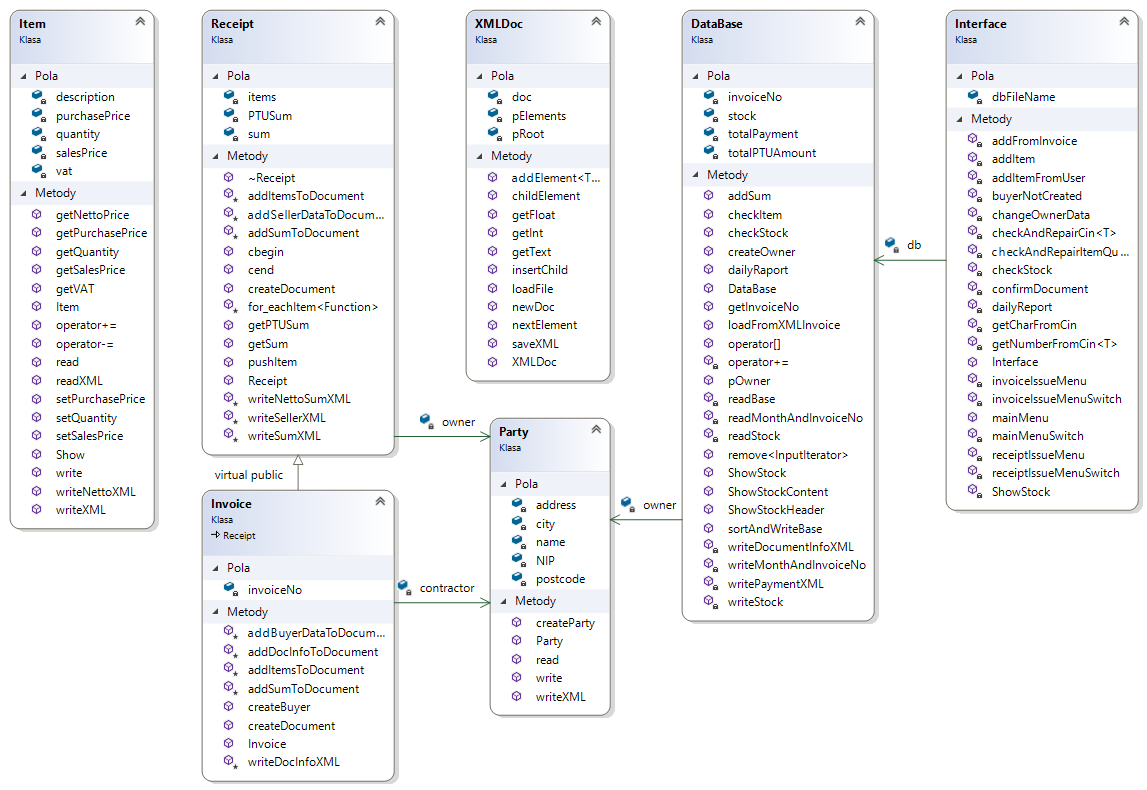 Item
Klasa
Pola
description
purchasePrice
quantity
salesPrice
vat
Metody
getNettoPrice
getPurchasePrice
getQuantity
getSalesPrice
getVAT
Item
operator+=
operator-=
read
readXML
setPurchasePrice
setQuantity
setSalesPrice
Show
write
writeNettoXML
writeXML
Receipt
Klasa
Pola
items
PTUSum
sum
Metody
~Receipt
addItemsToDocument
addSellerDataToDocum...
addSumToDocument
cbegin
cend
createDocument
for_eachItem<Function>
getPTUSum
getSum
pushItem
Receipt
writeNettoSumXML
writeSellerXML
writeSumXML
virtual public
Invoice
Klasa
Receipt
Pola
invoiceNo
Metody
addBuyerDataToDocum...
addDocInfoToDocument
addItemsToDocument
addSumToDocument
createBuyer
createDocument
Invoice
writeDocInfoXML
XMLDoc
Klasa
Pola
doc
pElements
pRoot
Metody
addElement<T...
childElement
getFloat
getInt
getText
insertChild
loadFile
newDoc
nextElement
saveXML
XMLDoc
owner
contractor
Party
Klasa
Pola
address
city
name
NIP
postcode
Metody
createParty
Party
read
write
writeXML
owner
DataBase
Klasa
Pola
invoiceNo
stock
totalPayment
totalPTUAmount
Metody
addSum
checkItem
checkStock
createOwner
dailyRaport
DataBase
getInvoiceNo
loadFromXMLInvoice
operator[]
operator+=
pOwner
readBase
readMonthAndInvoiceNo
readStock
remove<InputIterator>
ShowStock
ShowStockContent
ShowStockHeader
sortAndWriteBase
writeDocumentInfoXML
writeMonthAndInvoiceNo
writePaymentXML
writeStock
db
Interface
Klasa
Pola
dbFileName
Metody
addFromInvoice
addItem
addItemFromUser
buyerNotCreated
changeOwnerData
checkAndRepairCin<T>
checkAndRepairItemQu...
checkStock
confirmDocument
dailyReport
getCharFromCin
getNumberFromCin<T>
Interface
invoiceIssueMenu
invoiceIssueMenuSwitch
mainMenu
mainMenuSwitch
receiptIssueMenu
receiptIssueMenuSwitch
ShowStock